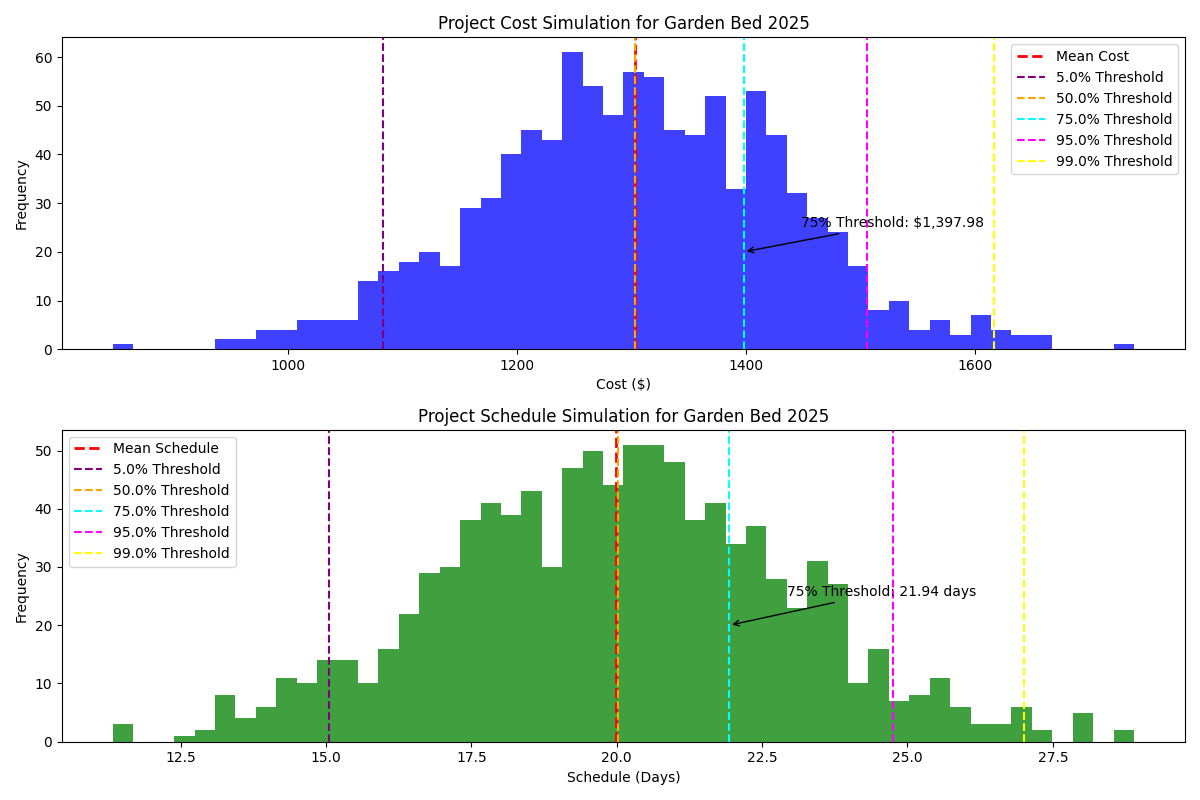 Project Cost Simulation for Garden Bed 2025
Frequency
60
50
40
30
20
10
0
Mean Cost
5.0% Threshold
50.0% Threshold
75.0% Threshold
95.0% Threshold
99.0% Threshold
75% Threshold: $1,397.98
1000
1200
1400
1600
Cost ($)
Project Schedule Simulation for Garden Bed 2025
Frequency
50
40
30
20
10
0
Mean Schedule
5.0% Threshold
50.0% Threshold
75.0% Threshold
95.0% Threshold
99.0% Threshold
75% Threshold: 21.94 days
12.5
15.0
17.5
20.0
22.5
25.0
27.5
Schedule (Days)